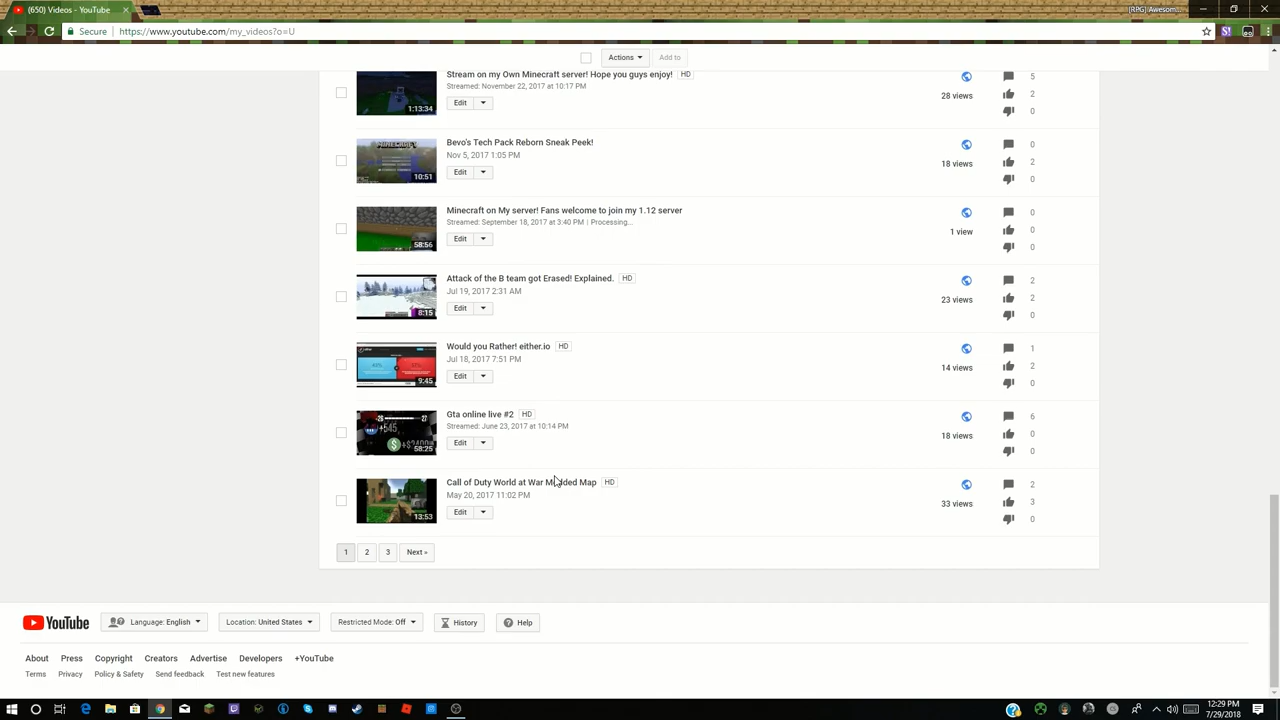 (650) Videos - YouTube
[RPG] Awesom...
Secure https://www.youtube.com/my_videos?o=U
Actions Add to
Stream on my Own Minecraft server! Hope you guys enjoy! HD
Streamed: November 22, 2017 at 10:17 PM
Edit
1:13:34
28 views
5
2
0
Bevo's Tech Pack Reborn Sneak Peek!
Nov 5, 2017 1:05 PM
Edit
MINECRAFT
10:51
18 views
0
2
0
Minecraft on My server! Fans welcome to join my 1.12 server
Streamed: September 18, 2017 at 3:40 PM | Processing...
Edit
58:56
1 view
0
0
0
Attack of the B team got Erased! Explained. HD
Jul 19, 2017 2:31 AM
Edit
8:15
23 views
2
2
0
Would you Rather! either.io HD
Jul 18, 2017 7:51 PM
Edit
9:45
14 views
1
2
0
Gta online live #2 HD
Streamed: June 23, 2017 at 10:14 PM
Edit
26 27
+545
58:25
18 views
6
0
0
Call of Duty World at War Modded Map HD
May 20, 2017 11:02 PM
Edit
13:53
33 views
2
3
0
1 2 3 Next »
YouTube Language: English Location: United States Restricted Mode: Off History Help
About Press Copyright Creators Advertise Developers +YouTube
Terms Privacy Policy & Safety Send feedback Test new features
12:29 PM
7/29/2018